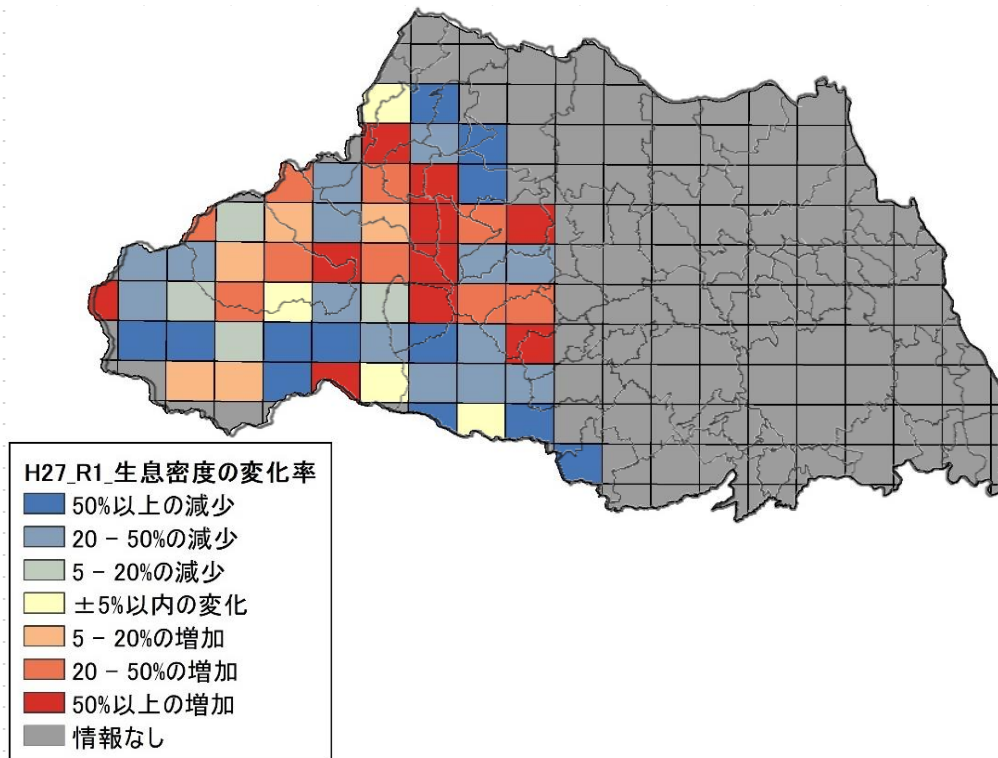 H27_R1_生息密度の変化率
50%以上の減少
20 - 50%の減少
5 - 20%の減少
±5%以内の変化
5 - 20%の増加
20 - 50%の増加
50%以上の増加
情報なし